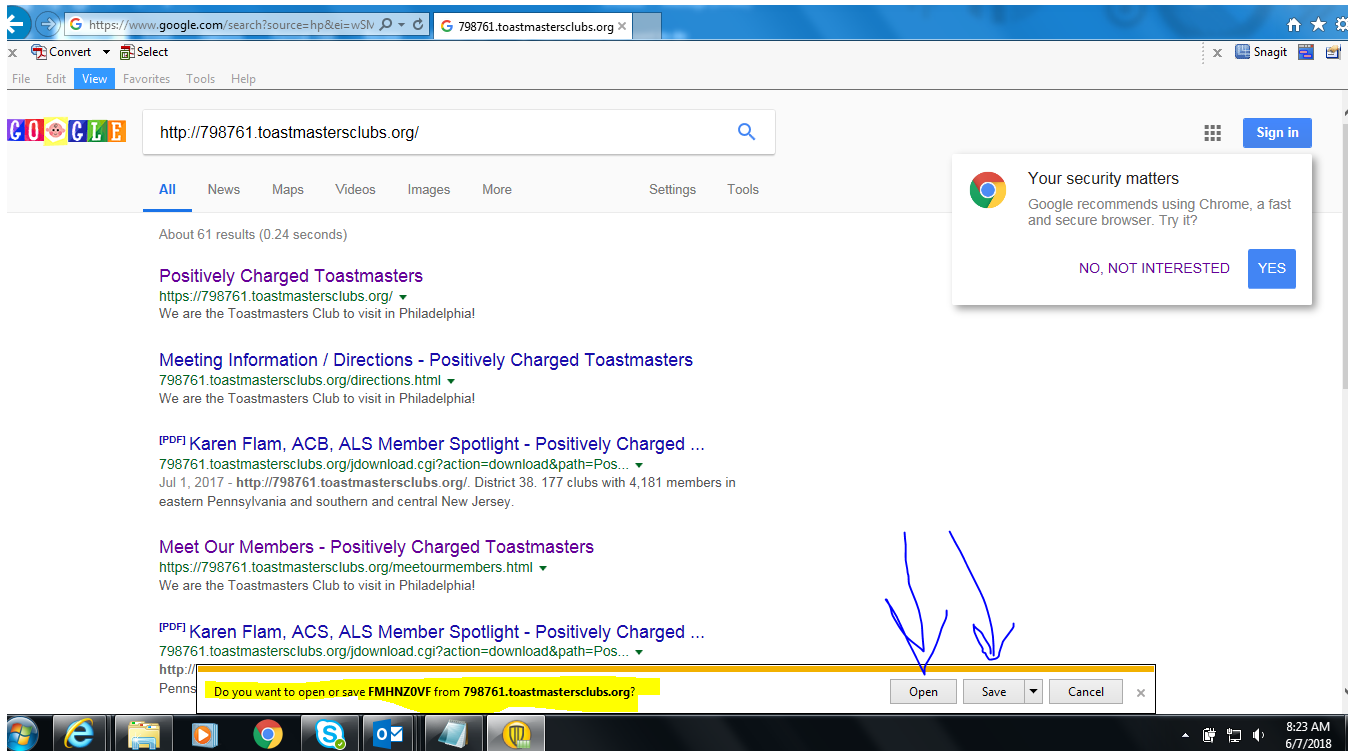 https://www.google.com/search?source=hp&ei=wSM
798761.toastmastersclubs.org
x Convert Select
x Snagit
File Edit View Favorites Tools Help
GOOGLE
http://798761.toastmastersclubs.org/
Sign in
All News Maps Videos Images More Settings Tools
Your security matters
Google recommends using Chrome, a fast
and secure browser. Try it?
NO, NOT INTERESTED YES
About 61 results (0.24 seconds)
Positively Charged Toastmasters
https://798761.toastmastersclubs.org/
We are the Toastmasters Club to visit in Philadelphia!
Meeting Information / Directions - Positively Charged Toastmasters
798761.toastmastersclubs.org/directions.html
We are the Toastmasters Club to visit in Philadelphia!
[PDF] Karen Flam, ACB, ALS Member Spotlight - Positively Charged ...
798761.toastmastersclubs.org/jdownload.cgi?action=download&path=Pos...
Jul 1, 2017 - http://798761.toastmastersclubs.org/. District 38. 177 clubs with 4,181 members in
eastern Pennsylvania and southern and central New Jersey.
Meet Our Members - Positively Charged Toastmasters
https://798761.toastmastersclubs.org/meetourmembers.html
We are the Toastmasters Club to visit in Philadelphia!
[PDF] Karen Flam, ACS, ALS Member Spotlight - Positively Charged ...
798761.toastmastersclubs.org/jdownload.cgi?action=download&path=Pos...
http://
Penns
Do you want to open or save FMHNZ0VF from 798761.toastmastersclubs.org?
Open Save Cancel x
8:23 AM
6/7/2018